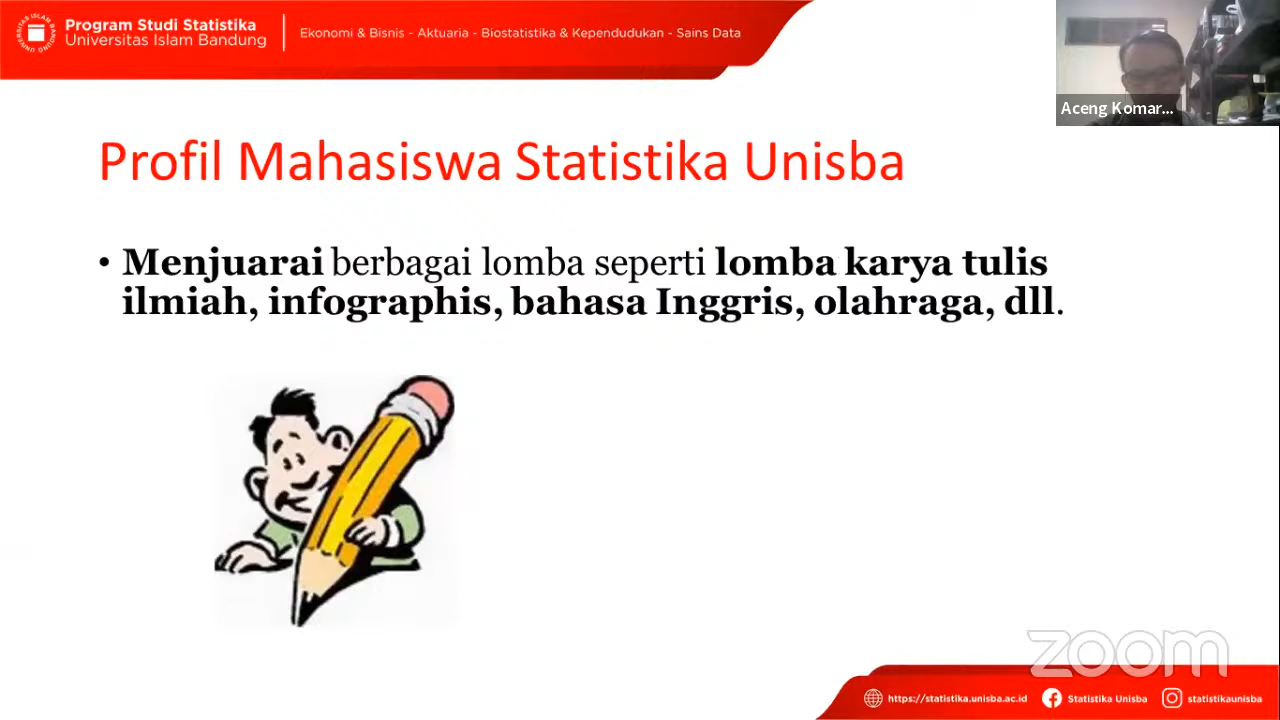 Program Studi Statistika
Universitas Islam Bandung
Ekonomi & Bisnis - Aktuaria - Biostatistika & Kependudukan - Sains Data
Aceng Komar...
Profil Mahasiswa Statistika Unisba
• Menjuarai berbagai lomba seperti lomba karya tulis
ilmiah, infographis, bahasa Inggris, olahraga, dll.
zoom
https://statistika.unisba.ac.id
Statistika Unisba
statistikaunisba